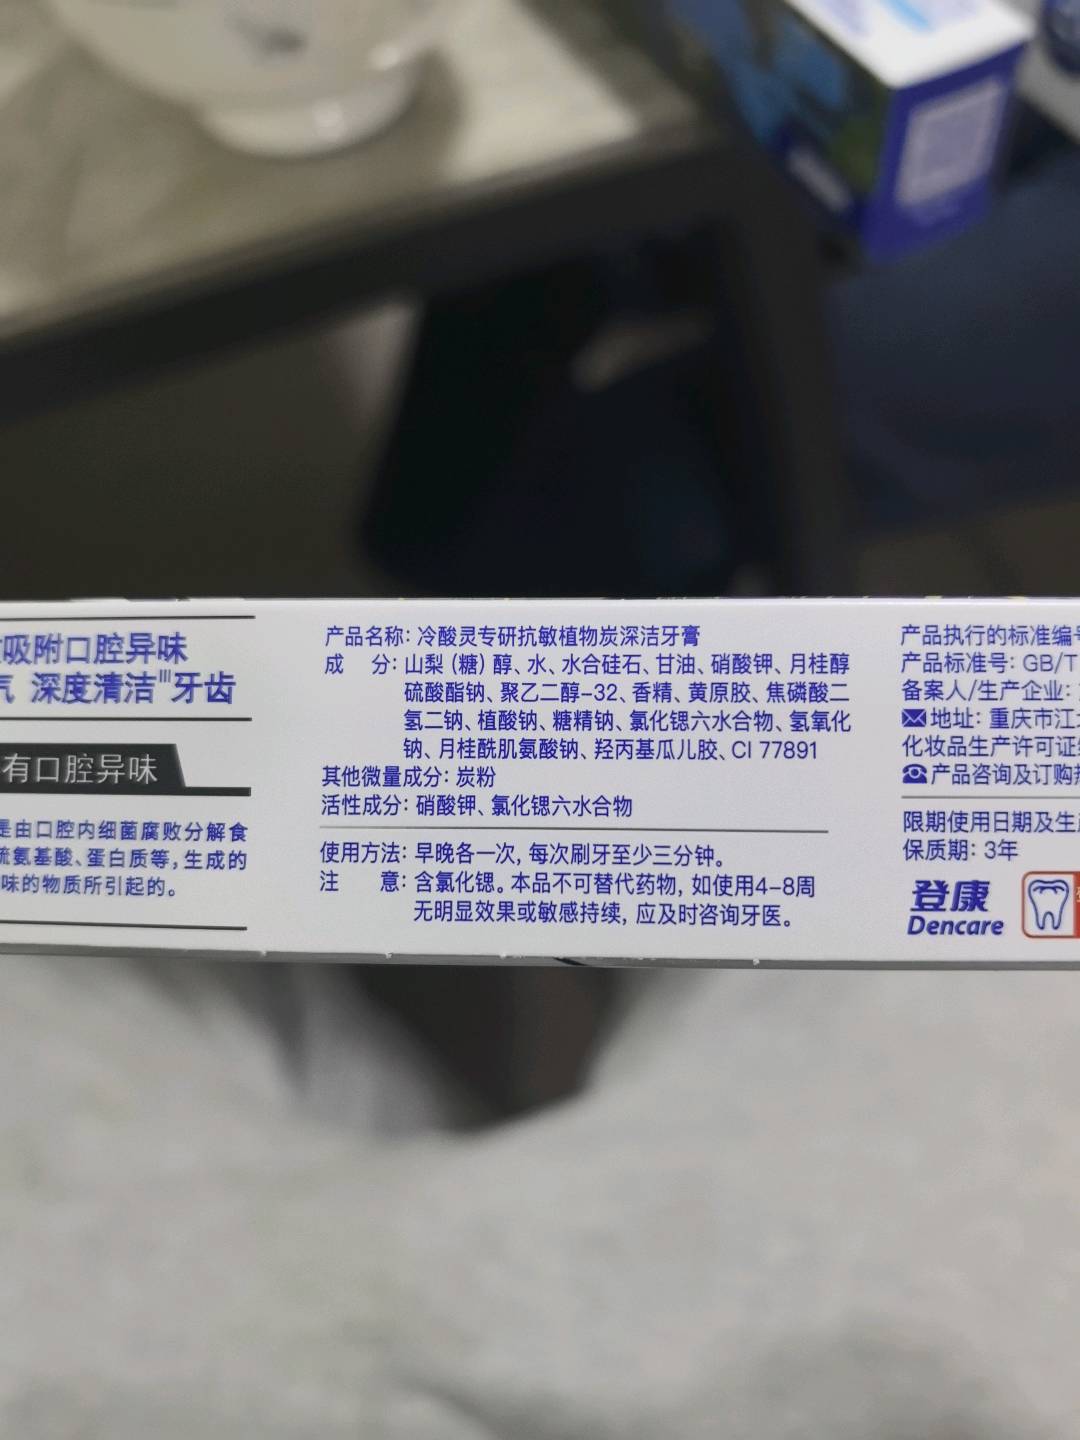 吸附口腔异味
深度清洁III牙齿
有口腔异味
是由口腔内细菌腐败分解食
硫氨基酸、蛋白质等,生成的
味的物质所引起的。
产品名称: 冷酸灵专研抗敏植物炭深洁牙膏
成 分: 山梨(糖)醇、水、水合硅石、甘油、硝酸钾、月桂醇
硫酸酯钠、聚乙二醇-32、香精、黄原胶、焦磷酸二
氢二钠、植酸钠、糖精钠、氯化锶六水合物、氢氧化
钠、月桂酰肌氨酸钠、羟丙基瓜儿胶、CI 77891
其他微量成分: 炭粉
活性成分: 硝酸钾、氯化锶六水合物
使用方法: 早晚各一次, 每次刷牙至少三分钟。
注 意: 含氯化锶。本品不可替代药物, 如使用4-8周
无明显效果或敏感持续, 应及时咨询牙医。
产品执行的标准编号
产品标准号: GB/T
备案人/生产企业:
地址: 重庆市江
化妆品生产许可证
产品咨询及订购
限期使用日期及生
保质期: 3年
登康
Dencare